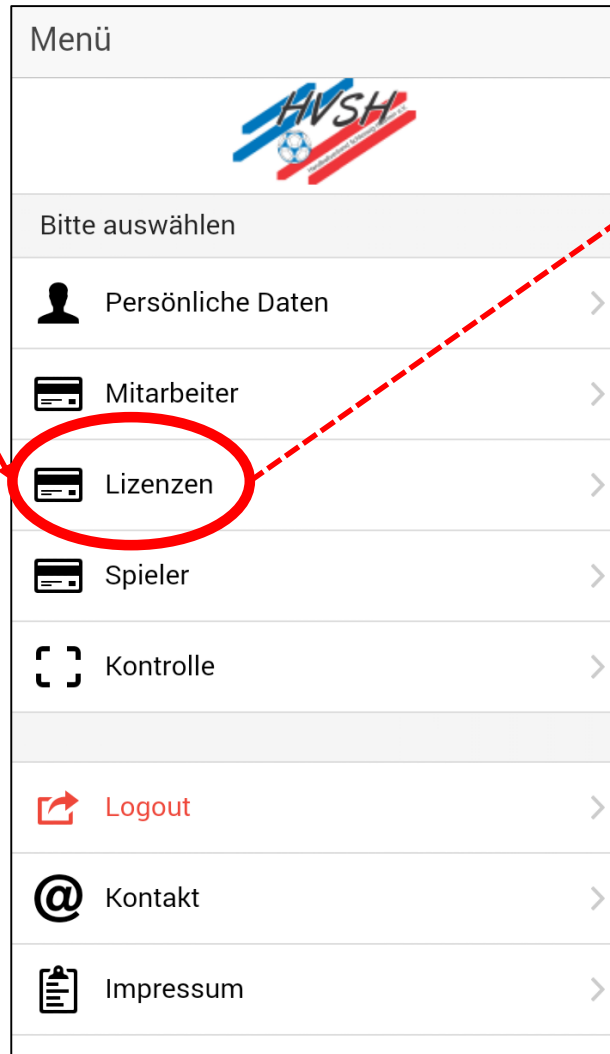 Menü
HVSH
Bitte auswählen
Persönliche Daten
Mitarbeiter
Lizenzen
Spieler
Kontrolle
Logout
@ Kontakt
Impressum